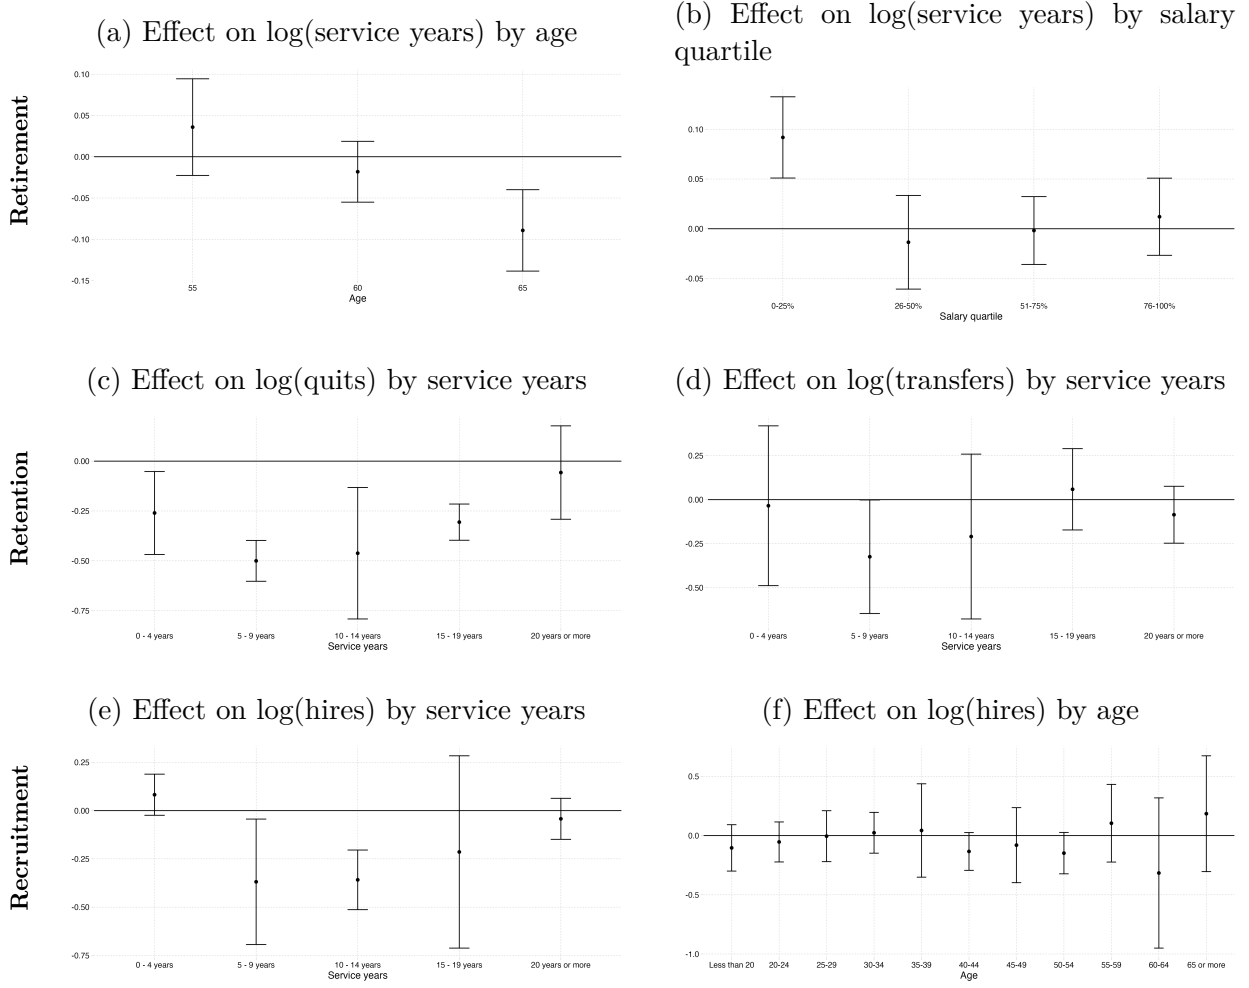 (a) Effect on log(service years) by age
(b) Effect on log(service years) by salary
quartile
Retirement
0.10
0.05
0.00
-0.05
-0.10
-0.15
55
60
65
Age
0.10
0.05
0.00
-0.05
0-25%
26-50%
51-75%
76-100%
Salary quartile
(c) Effect on log(quits) by service years
(d) Effect on log(transfers) by service years
Retention
0.00
-0.25
-0.50
-0.75
0 - 4 years
5 - 9 years
10 - 14 years
15 - 19 years
20 years or more
Service years
0.25
0.00
-0.25
-0.50
0 - 4 years
5 - 9 years
10 - 14 years
15 - 19 years
20 years or more
Service years
(e) Effect on log(hires) by service years
(f) Effect on log(hires) by age
Recruitment
0.25
0.00
-0.25
-0.50
-0.75
0 - 4 years
5 - 9 years
10 - 14 years
15 - 19 years
20 years or more
Service years
0.5
0.0
-0.5
-1.0
Less than 20
20-24
25-29
30-34
35-39
40-44
45-49
50-54
55-59
60-64
65 or more
Age